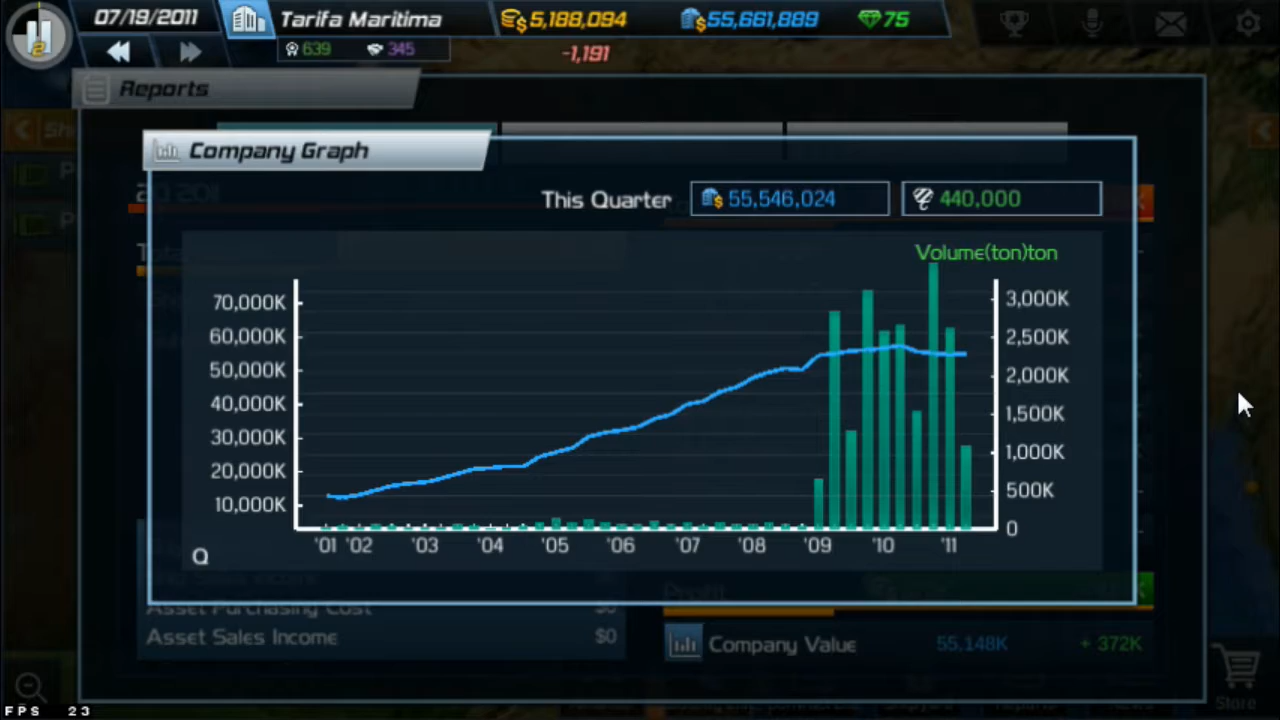 07/19/2011 Tarifa Maritima 5,188,094 55,661,889 75
2 639 345 -1,191
Reports
Company Graph
This Quarter 55,546,024 440,000
Volume(ton)ton
70,000K 3,000K
60,000K 2,500K
50,000K 2,000K
40,000K 1,500K
30,000K 1,000K
20,000K 500K
10,000K 0
Q '01 '02 '03 '04 '05 '06 '07 '08 '09 '10 '11
Profit
Asset Purchasing Cost $0
Asset Sales Income $0 Company Value 55,148K + 372K
Store
FPS 23